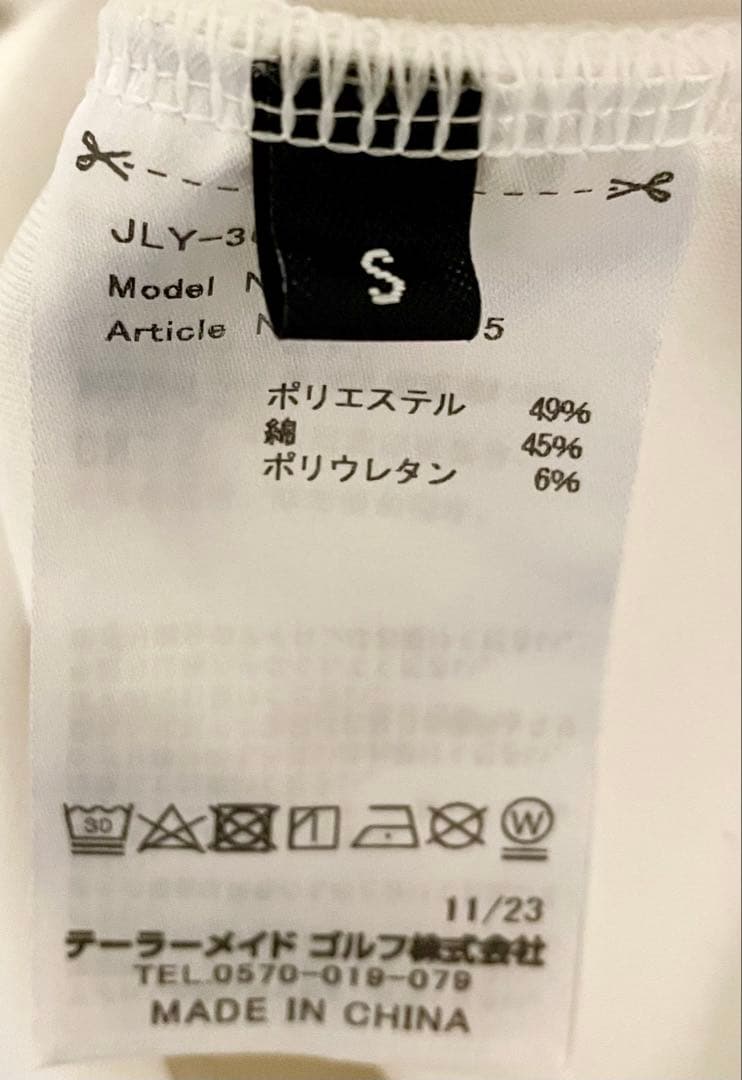 S
JLY-3
Model
Article 5
ポリエステル 49%
綿 45%
ポリウレタン 6%
30 W
11/23
テーラーメイド ゴルフ株式会社
TEL.0570-019-079
MADE IN CHINA